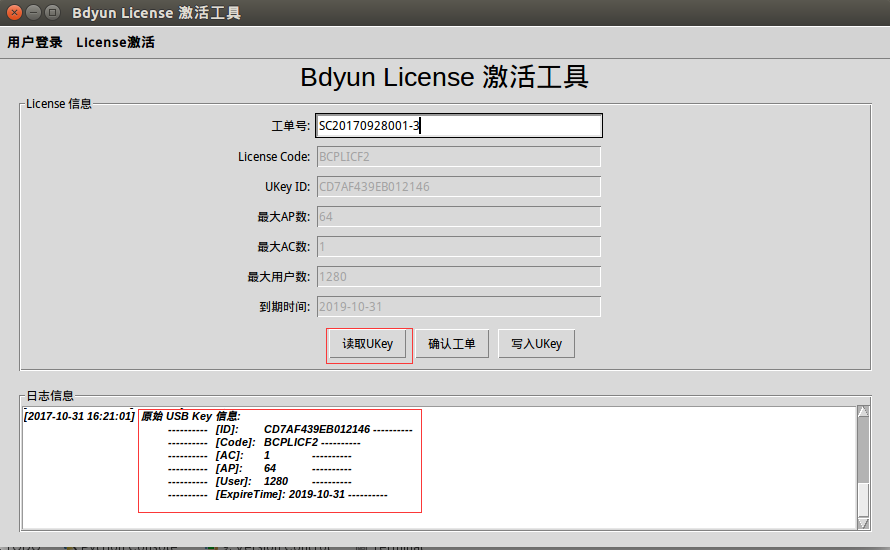 Bdyun License 激活工具
用户登录 License激活
Bdyun License 激活工具
License 信息
工单号: SC20170928001-3
License Code: BCPLICF2
UKey ID: CD7AF439EB012146
最大AP数: 64
最大AC数: 1
最大用户数: 1280
到期时间: 2019-10-31
读取UKey 确认工单 写入UKey
日志信息
[2017-10-31 16:21:01] 原始 USB Key 信息:
---------- [ID]: CD7AF439EB012146 ----------
---------- [Code]: BCPLICF2 ----------
---------- [AC]: 1 ----------
---------- [AP]: 64 ----------
---------- [User]: 1280 ----------
---------- [ExpireTime]: 2019-10-31 ----------